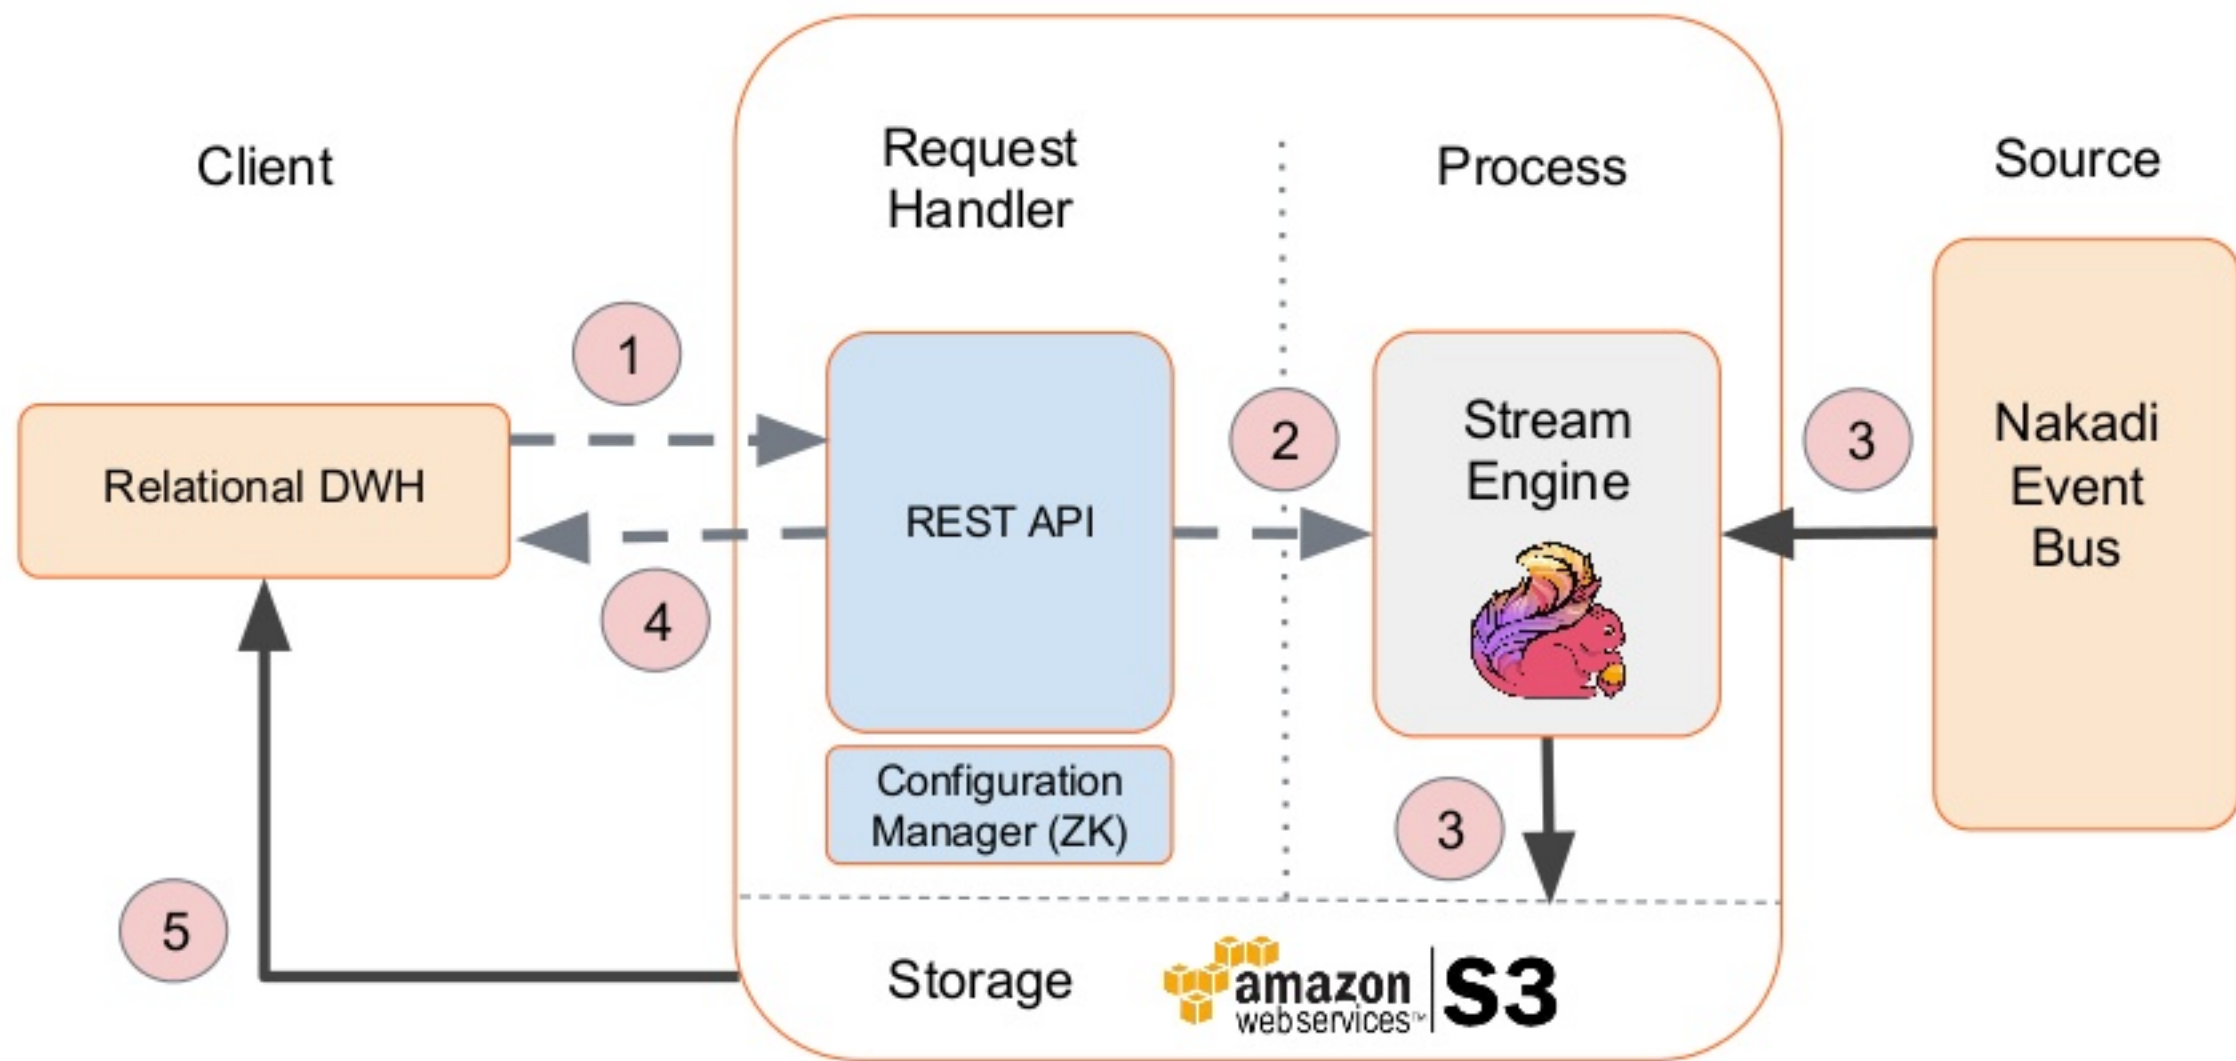 Client
Request
Handler
Process
Source
1
Relational DWH
4
REST API
2
Stream
Engine
3
Nakadi
Event
Bus
Configuration
Manager (ZK)
3
5
Storage
amazon
webservices™
S3